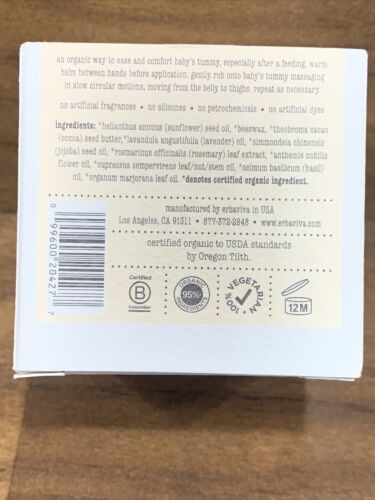 an organic way to ease and comfort baby's tummy, especially after a feeding. warm
balm between hands before application. gently rub onto baby's tummy massaging
in slow circular motions, moving from the belly to thighs. repeat as necessary.
no artificial fragrances • no silicones • no petrochemicals • no artificial dyes
ingredients: *helianthus annuus (sunflower) seed oil, *beeswax, *theobroma cacao
(cocoa) seed butter,*lavandula angustifolia (lavender) oil, *simmondsia chinensis
(jojoba) seed oil, *rosmarinus officinalis (rosemary) leaf extract, *anthemis nobilis
flower oil, *cupressus sempervirens leaf/nut/stem oil, *ocimum basilicum (basil)
oil, *organum marjorana leaf oil. *denotes certified organic ingredient.
manufactured by erbaviva in USA
Los Angeles, CA 91311 • 877-372-2848 • www.erbaviva.com
certified organic to USDA standards
by Oregon Tilth.
0 99600 20427 7
Certified
B
Corporation
ORGANIC
95%
INGREDIENTS
VEGETARIAN
100%
12M